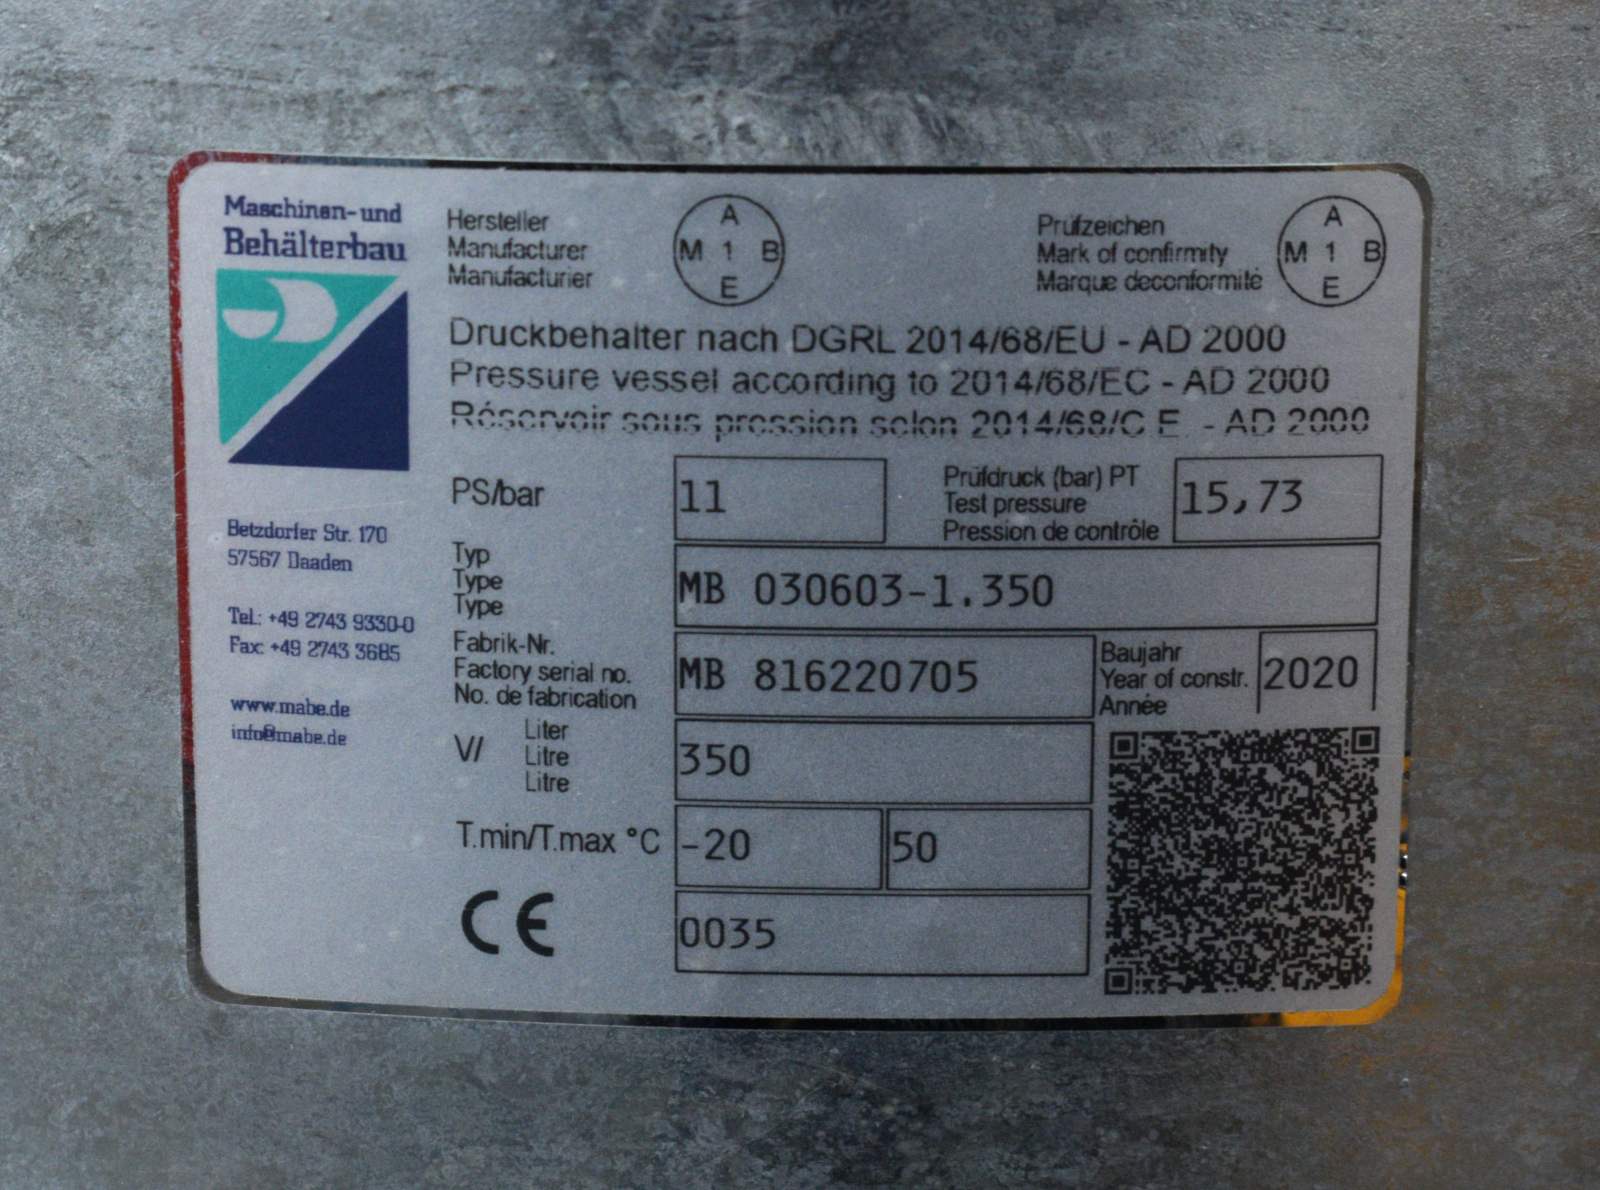 Maschinen-und
Behälterbau
Betzdorfer Str. 170
57567 Daaden
Tel.: +49 2743 9330-0
Fax: +49 2743 3685
www.mabe.de
info@mabe.de
Hersteller
Manufacturer
Manufacturier
A
M 1 B
E
Prüfzeichen
Mark of confirmity
Marque deconformité
A
M 1 B
E
Druckbehalter nach DGRL 2014/68/EU - AD 2000
Pressure vessel according to 2014/68/EC - AD 2000
Réservoir sous pression selon 2014/68/C E - AD 2000
PS/bar
11
Prüfdruck (bar) PT
Test pressure
Pression de contrôle
15,73
Typ
Type
Type
MB 030603-1.350
Fabrik-Nr.
Factory serial no.
No. de fabrication
MB 816220705
Baujahr
Year of constr.
Année
2020
V/
Liter
Litre
Litre
350
T.min/T.max °C
-20
50
CE
0035